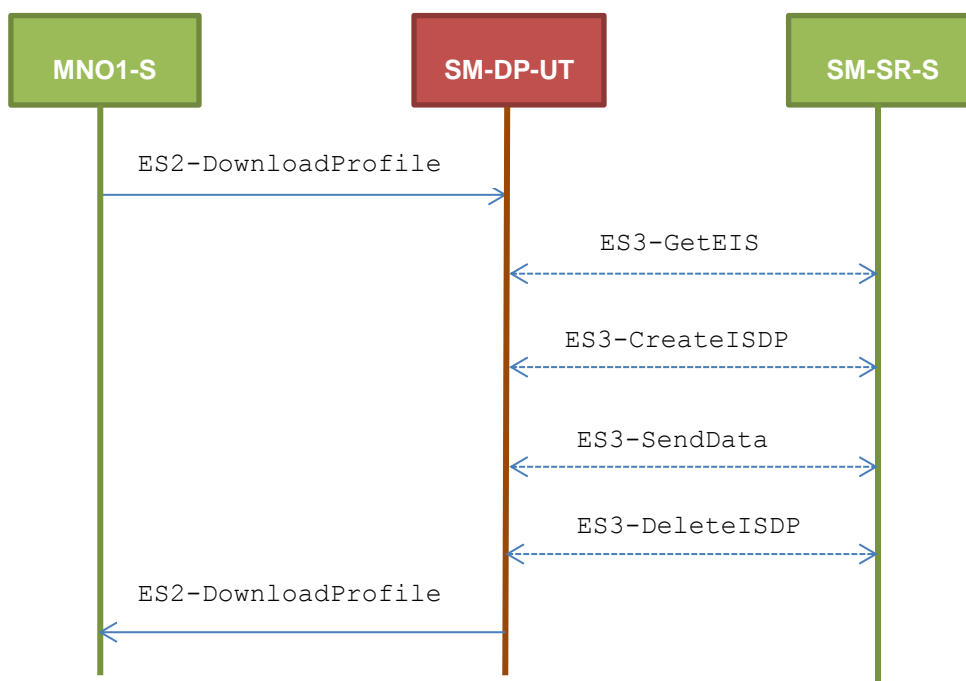 MNO1-S
SM-DP-UT
SM-SR-S
ES2-DownloadProfile
ES3-GetEIS
ES3-CreateISDP
ES3-SendData
ES3-DeleteISDP
ES2-DownloadProfile